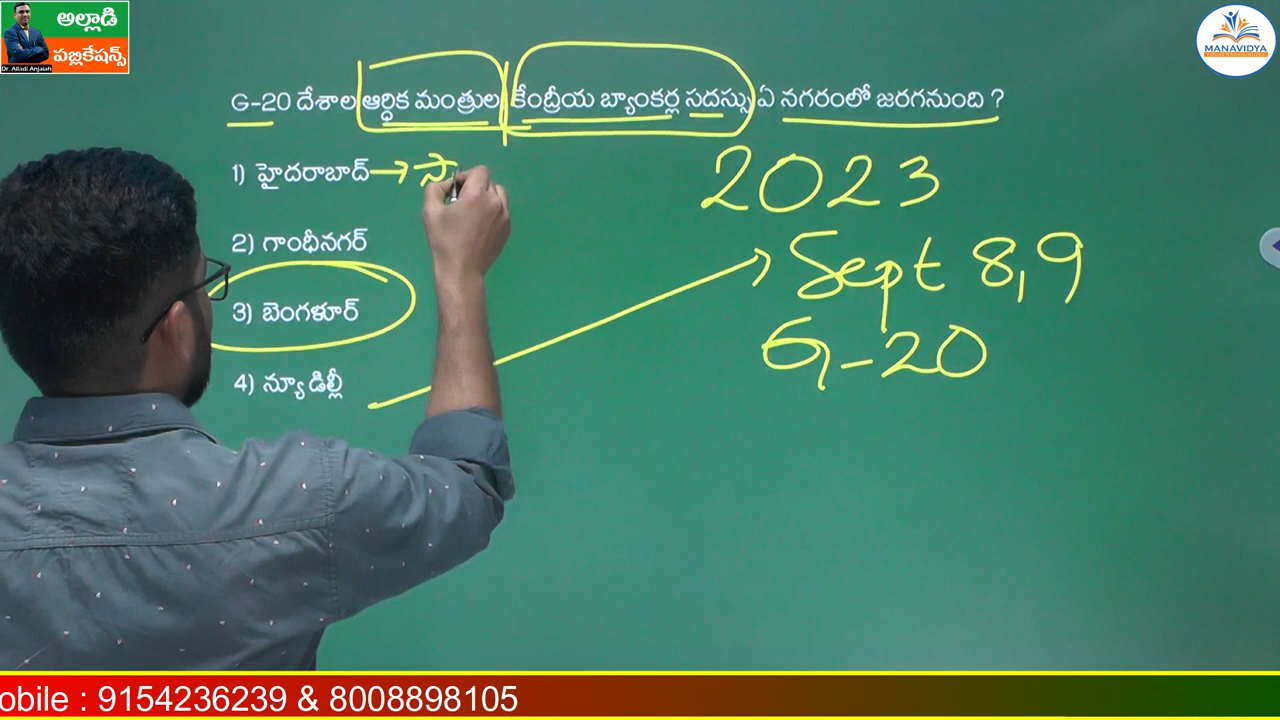 అల్లాడి
పబ్లికేషన్స్
Dr. Alladi Anjaiah
MANAVIDYA
G-20 దేశాల ఆర్థిక మంత్రుల కేంద్రీయ బ్యాంకర్ల సదస్సు ఏ నగరంలో జరగనుంది ?
1) హైదరాబాద్ → సా
2023
2) గాంధీనగర్
Sept 8,9
3) బెంగళూర్
G-20
4) న్యూడిల్లీ
obile : 9154236239 & 8008898105